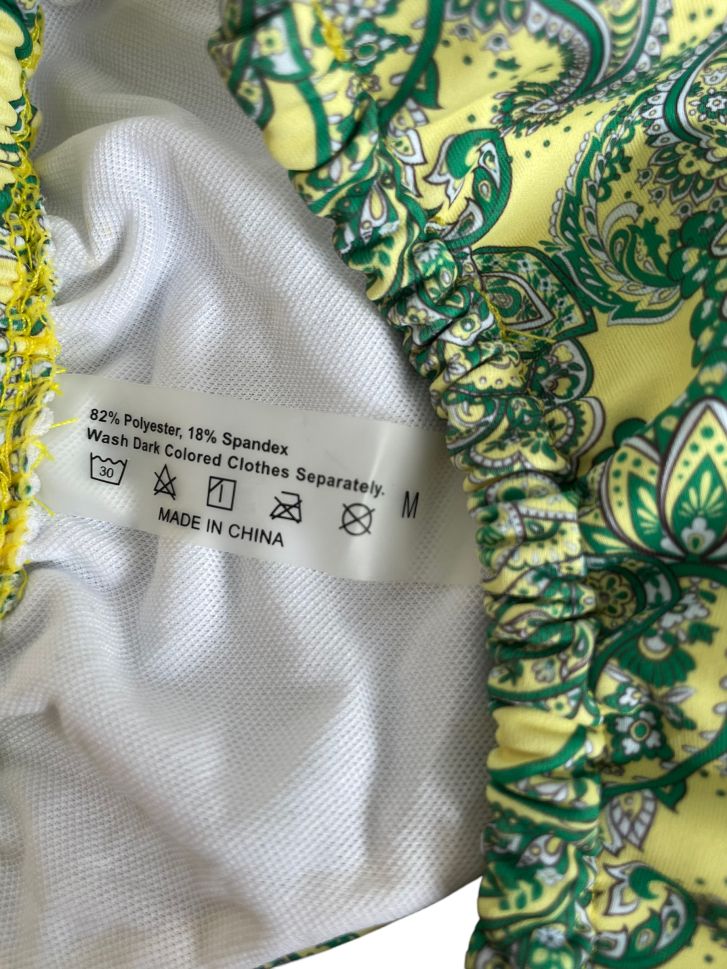 82% Polyester, 18% Spandex
Wash Dark Colored Clothes Separately.
30
M
MADE IN CHINA